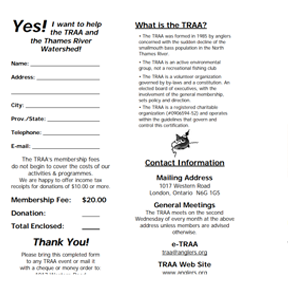 Yes! I want to help
the TRAA and
the Thames River
Watershed!
Name:
Address:
City:
Prov./State:
Telephone:
E-mail:
The TRAA's membership fees
do not begin to cover the costs of our
activities & programmes.
We are happy to offer income tax
receipts for donations of $10.00 or more.
Membership Fee: $20.00
Donation:
Total Enclosed:
Thank You!
Please bring this completed form
to any TRAA event or mail it
with a cheque or money order to
What is the TRAA?
• The TRAA was formed in 1985 by anglers
concerned with the sudden decline of the
smallmouth bass population in the North
Thames River.
• The TRAA is an active environmental
group, not a recreational fishing club
• The TRAA is a volunteer organization
governed by by-laws and a constitution. An
elected board of executives, with the
involvement of the general membership,
sets policy and direction.
• The TRAA is a registered charitable
organization and operates
within the guidelines that govern and
control this certification.
Contact Information
Mailing Address
1017 Western Road
London, Ontario N6G 1G5
General Meetings
The TRAA meets on the second
Wednesday of every month at the above
address unless members are advised
otherwise.
e-TRAA
traa@anglers.org
TRAA Web Site
www.anglers.org